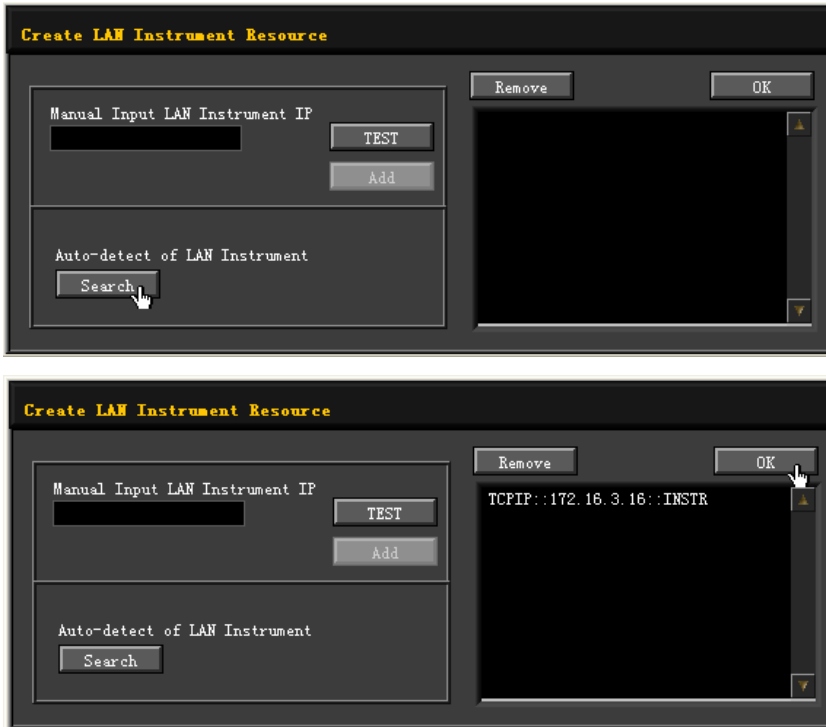 Create LAN Instrument Resource
Remove
OK
Manual Input LAN Instrument IP
TEST
Add
Auto-detect of LAN Instrument
Search
Create LAN Instrument Resource
Remove
OK
Manual Input LAN Instrument IP
TCPIP::172.16.3.16::INSTR
TEST
Add
Auto-detect of LAN Instrument
Search